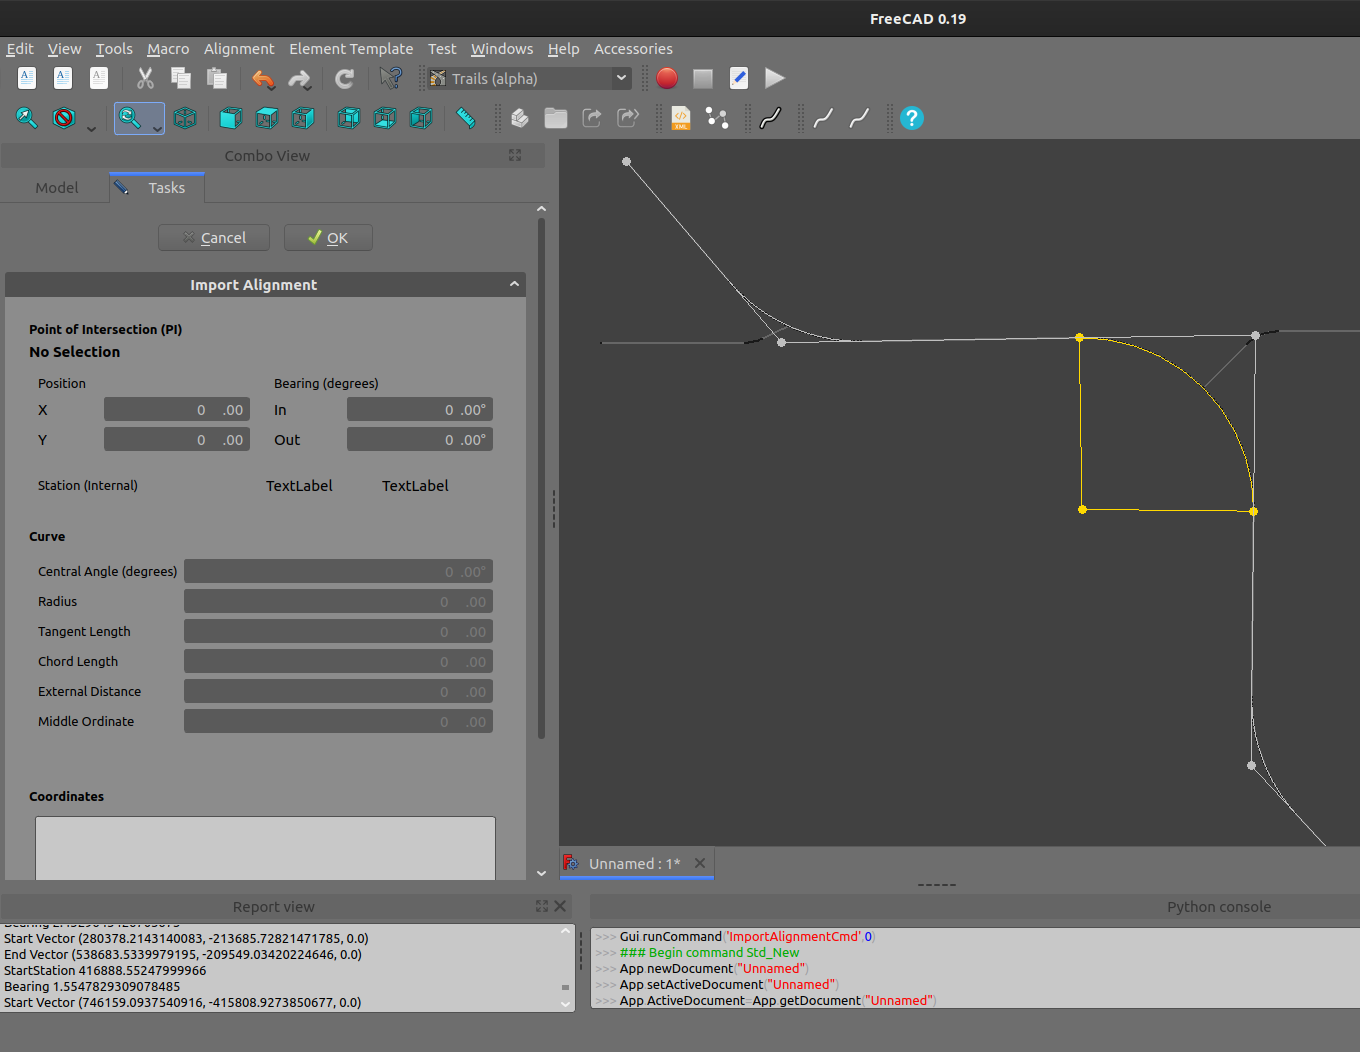 FreeCAD 0.19
Edit View Tools Macro Alignment Element Template Test Windows Help Accessories
Trails (alpha)
Combo View
Model Tasks
Cancel OK
Import Alignment
Point of Intersection (PI)
No Selection
Position Bearing (degrees)
X 0 .00 In 0 .00°
Y 0 .00 Out 0 .00°
Station (Internal) TextLabel TextLabel
Curve
Central Angle (degrees) 0 .00°
Radius 0 .00
Tangent Length 0 .00
Chord Length 0 .00
External Distance 0 .00
Middle Ordinate 0 .00
Coordinates
Unnamed : 1*
Report view
Start Vector (280378.2143140083, -213685.72821471785, 0.0)
End Vector (538683.5339979195, -209549.03420224646, 0.0)
StartStation 416888.55247999966
Bearing 1.5547829309078485
Start Vector (746159.0937540916, -415808.9273850677, 0.0)
Python console
>>> Gui.runCommand('ImportAlignmentCmd',0)
>>> ### Begin command Std_New
>>> App.newDocument("Unnamed")
>>> App.setActiveDocument("Unnamed")
>>> App.ActiveDocument=App.getDocument("Unnamed")